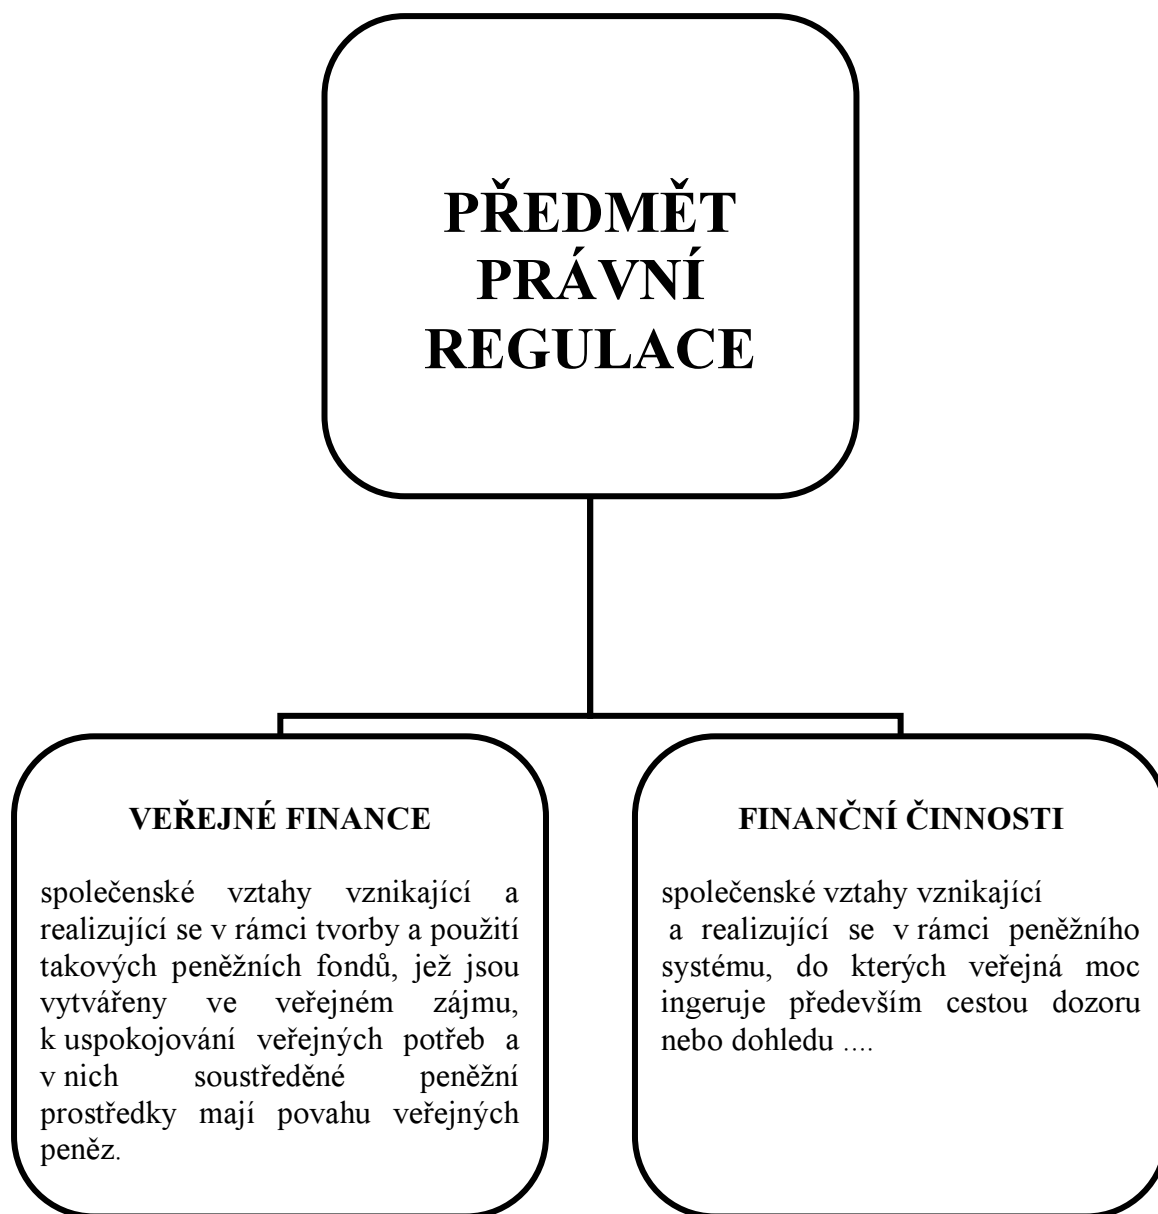 PŘEDMĚT
PRÁVNÍ
REGULACE
VEŘEJNÉ FINANCE
společenské vztahy vznikající a
realizující se v rámci tvorby a použití
takových peněžních fondů, jež jsou
vytvářeny ve veřejném zájmu,
k uspokojování veřejných potřeb a
v nich soustředěné peněžní
prostředky mají povahu veřejných
peněz.
FINANČNÍ ČINNOSTI
společenské vztahy vznikající
a realizující se v rámci peněžního
systému, do kterých veřejná moc
ingeruje především cestou dozoru
nebo dohledu ....